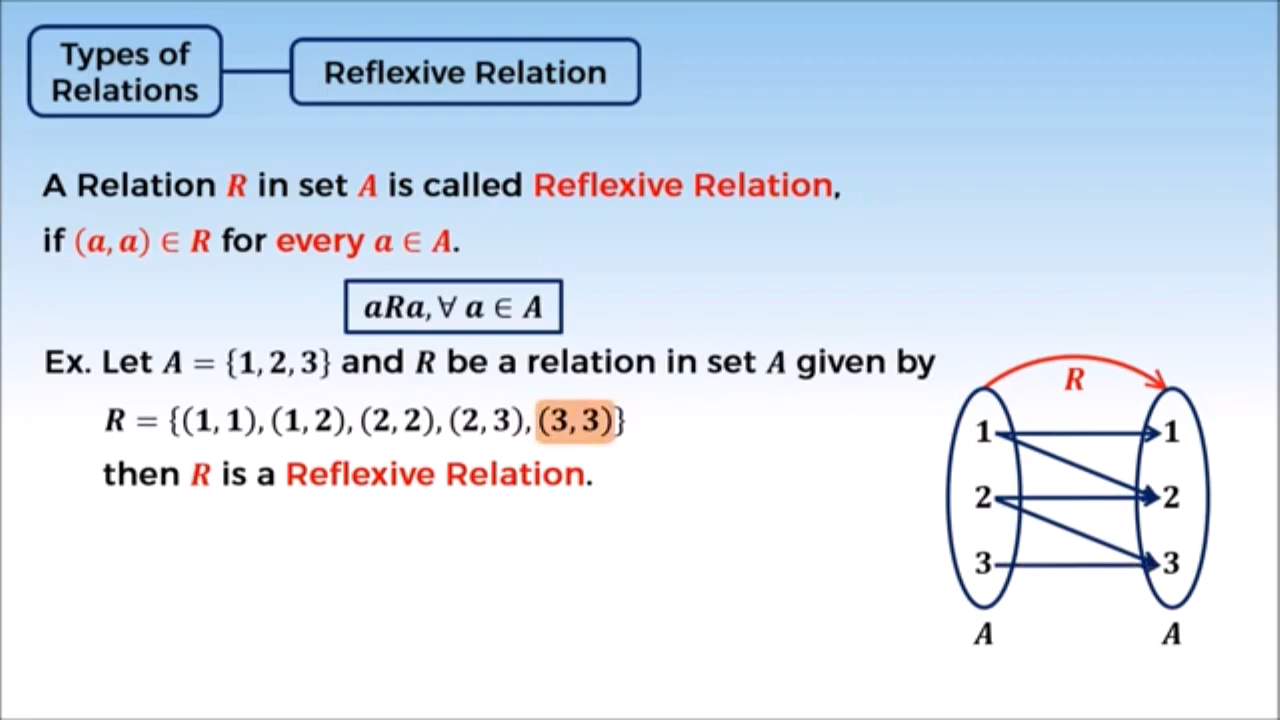 Types of
Relations
Reflexive Relation
A Relation R in set A is called Reflexive Relation,
if (a, a) ∈ R for every a ∈ A.
aRa, ∀ a ∈ A
Ex. Let A = {1, 2, 3} and R be a relation in set A given by
R = {(1, 1), (1, 2), (2, 2), (2, 3), (3, 3)}
then R is a Reflexive Relation.
R
1 1
2 2
3 3
A A